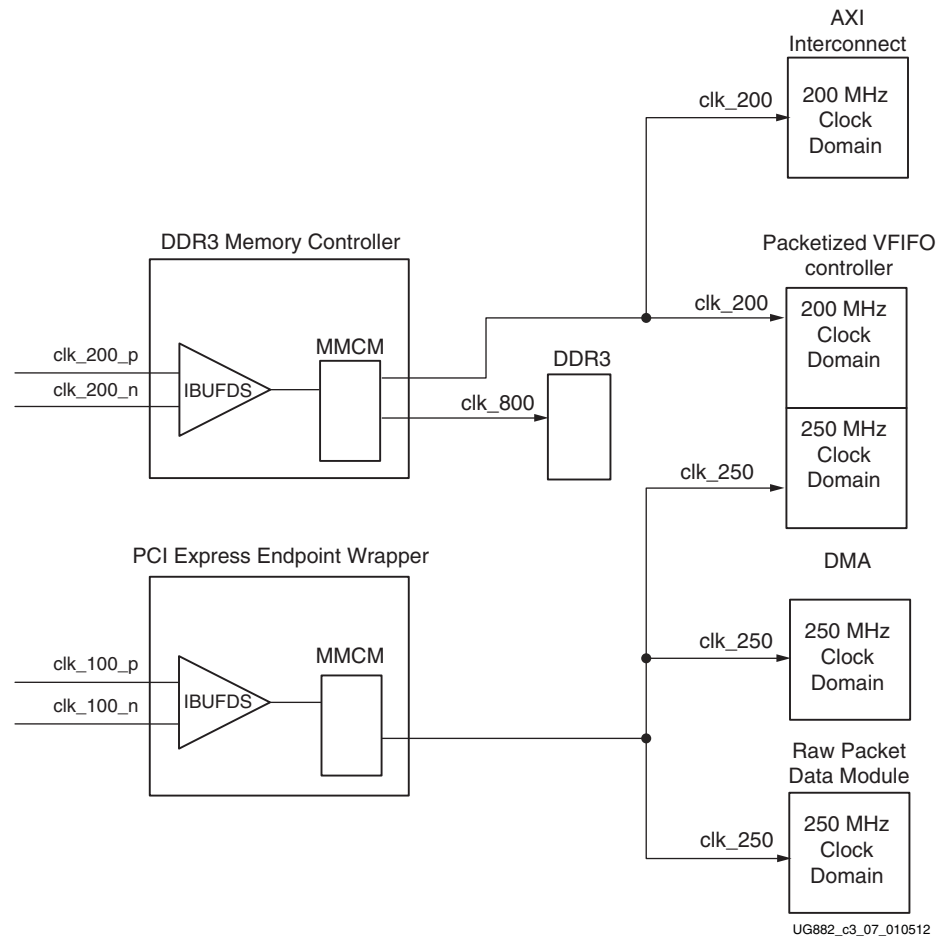 AXI
Interconnect
clk_200
200 MHz
Clock
Domain
DDR3 Memory Controller
Packetized VFIFO
controller
clk_200
200 MHz
Clock
Domain
clk_200_p
clk_200_n
IBUFDS
MMCM
DDR3
clk_800
250 MHz
Clock
Domain
clk_250
PCI Express Endpoint Wrapper
DMA
clk_100_p
clk_100_n
IBUFDS
MMCM
clk_250
250 MHz
Clock
Domain
Raw Packet
Data Module
clk_250
250 MHz
Clock
Domain
UG882_c3_07_010512